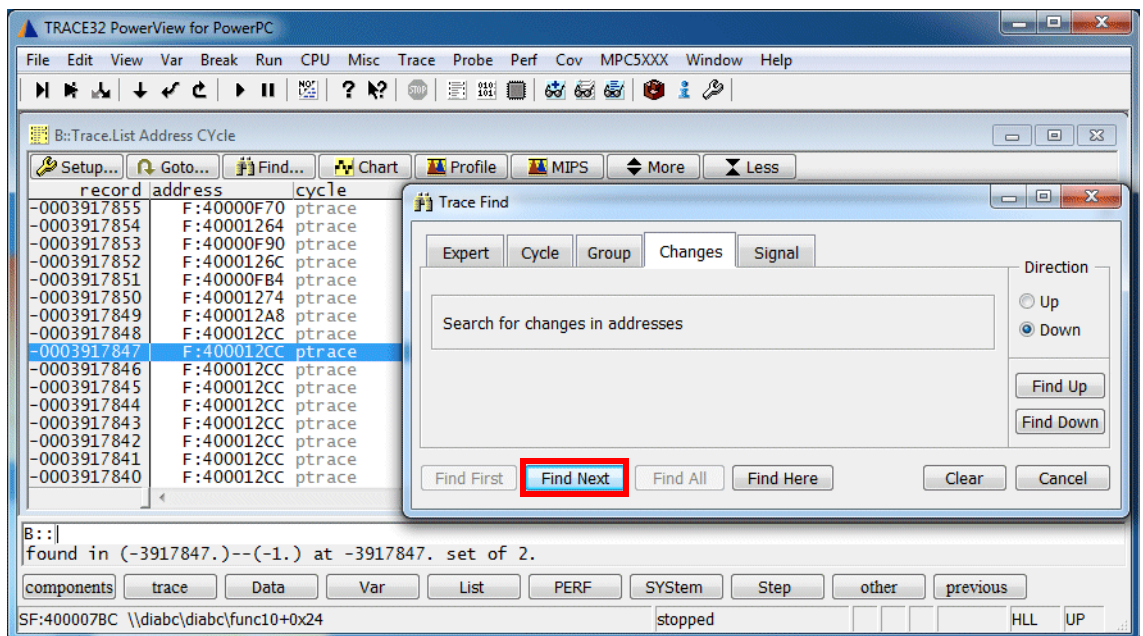 TRACE32 PowerView for PowerPC
File Edit View Var Break Run CPU Misc Trace Probe Perf Cov MPC5XXX Window Help
B::Trace.List Address CYcle
Setup... Goto... Find... Chart Profile MIPS More Less
record address cycle
-0003917855 F:40000F70 ptrace
-0003917854 F:40001264 ptrace
-0003917853 F:40000F90 ptrace
-0003917852 F:4000126C ptrace
-0003917851 F:40000FB4 ptrace
-0003917850 F:40001274 ptrace
-0003917849 F:400012A8 ptrace
-0003917848 F:400012CC ptrace
-0003917847 F:400012CC ptrace
-0003917846 F:400012CC ptrace
-0003917845 F:400012CC ptrace
-0003917844 F:400012CC ptrace
-0003917843 F:400012CC ptrace
-0003917842 F:400012CC ptrace
-0003917841 F:400012CC ptrace
-0003917840 F:400012CC ptrace
Trace Find
Expert Cycle Group Changes Signal
Search for changes in addresses
Direction
Up
Down
Find Up
Find Down
Find First Find Next Find All Find Here Clear Cancel
B::
found in (-3917847.)--(-1.) at -3917847. set of 2.
components trace Data Var List PERF SYStem Step other previous
SF:400007BC \\diabc\diabc\func10+0x24 stopped HLL UP